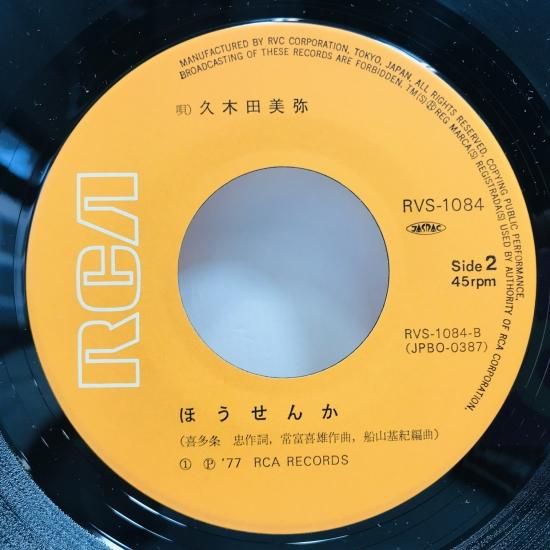 MANUFACTURED BY RVC CORPORATION, TOKYO, JAPAN, ALL RIGHTS RESERVED, COPYING PUBLIC PERFORMANCE,
BROADCASTING OF THESE RECORDS ARE FORBIDDEN. TM(S)®REG MARCA(S) REGISTRADA(S) USED BY AUTHORITY OF RCA CORPORATION.
唄) 久木田美弥
RCA
RVS-1084
JASRAC
Side 2
45rpm
RVS-1084-B
(JPBO-0387)
ほうせんか
(喜多条 忠作詞, 常富喜雄作曲, 船山基紀編曲)
① ℗ '77 RCA RECORDS